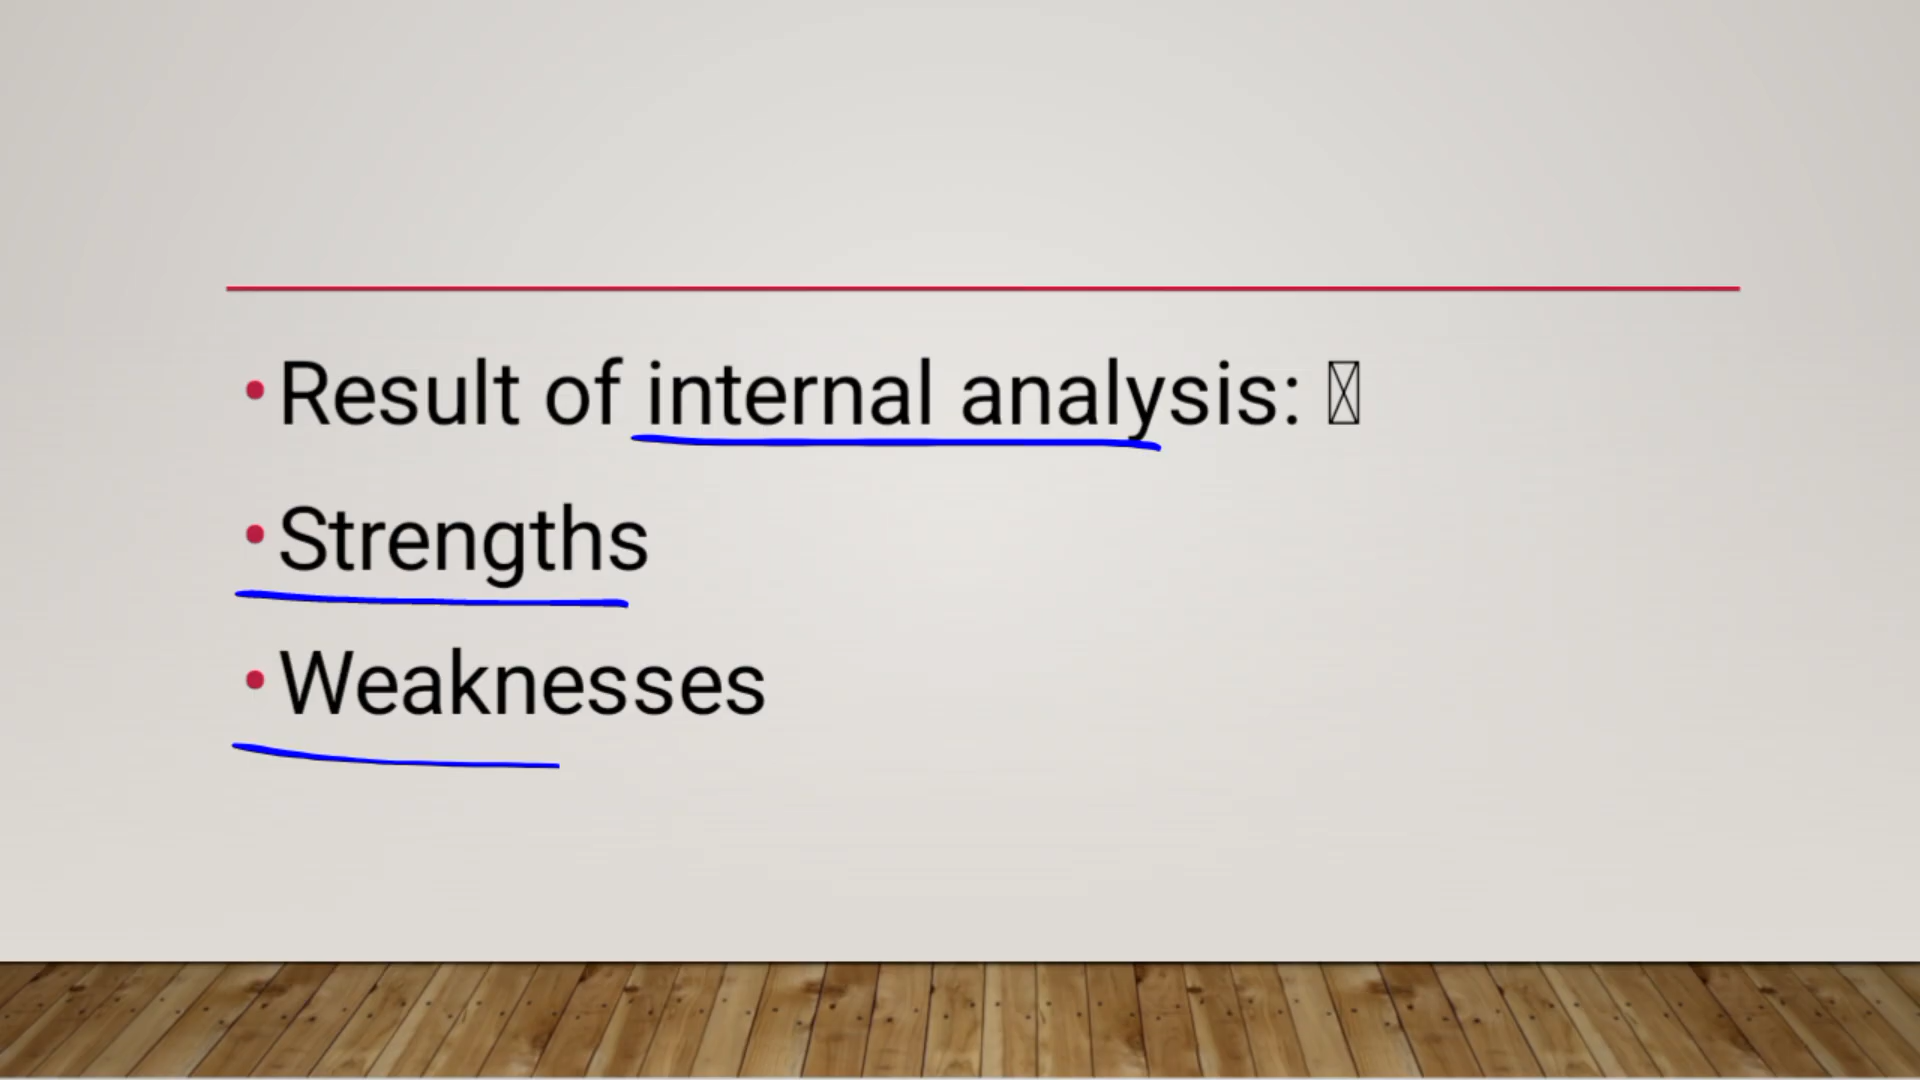 • Result of internal analysis:
• Strengths
• Weaknesses